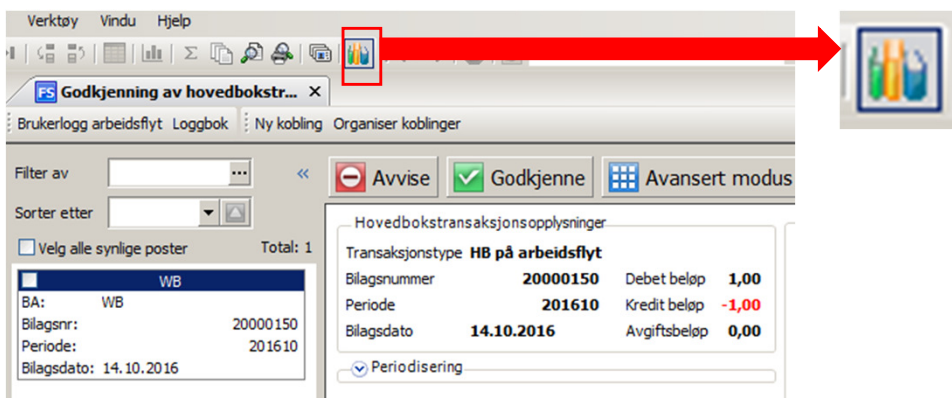 Verktøy Vindu Hjelp
FS Godkjenning av hovedbokstr... ×
Brukerlogg arbeidsflyt Loggbok Ny kobling Organiser koblinger
Filter av ... «
Avvise Godkjenne Avansert modus
Sorter etter
Velg alle synlige poster Total: 1
WB
BA: WB
Bilagsnr: 20000150
Periode: 201610
Bilagsdato: 14.10.2016
Hovedbokstransaksjonsopplysninger
Transaksjonstype HB på arbeidsflyt
Bilagsnummer 20000150 Debet beløp 1,00
Periode 201610 Kredit beløp -1,00
Bilagsdato 14.10.2016 Avgiftsbeløp 0,00
Periodisering